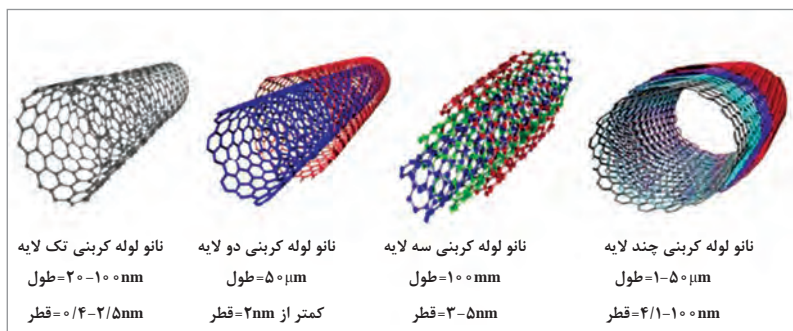 نانو لوله کربنی تک لایه
طول=۲۰-۱۰۰nm
قطر=۰/۴-۲/۵nm
نانو لوله کربنی دو لایه
طول=۵۰μm
قطر=۲nm کمتر از
نانو لوله کربنی سه لایه
طول=۱۰۰mm
قطر=۳-۵nm
نانو لوله کربنی چند لایه
طول=۱-۵۰μm
قطر=۴/۱-۱۰۰nm